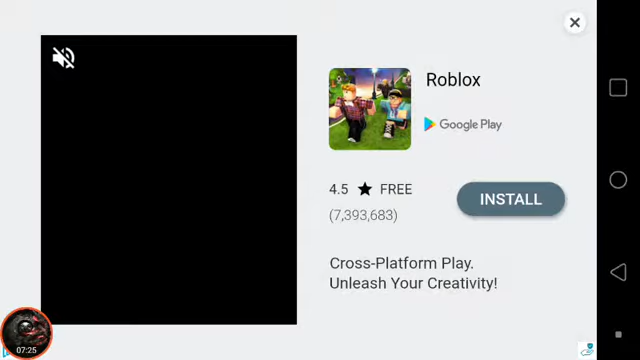 Roblox
Google Play
4.5 ★ FREE
INSTALL
(7,393,683)
Cross-Platform Play.
Unleash Your Creativity!
07:25